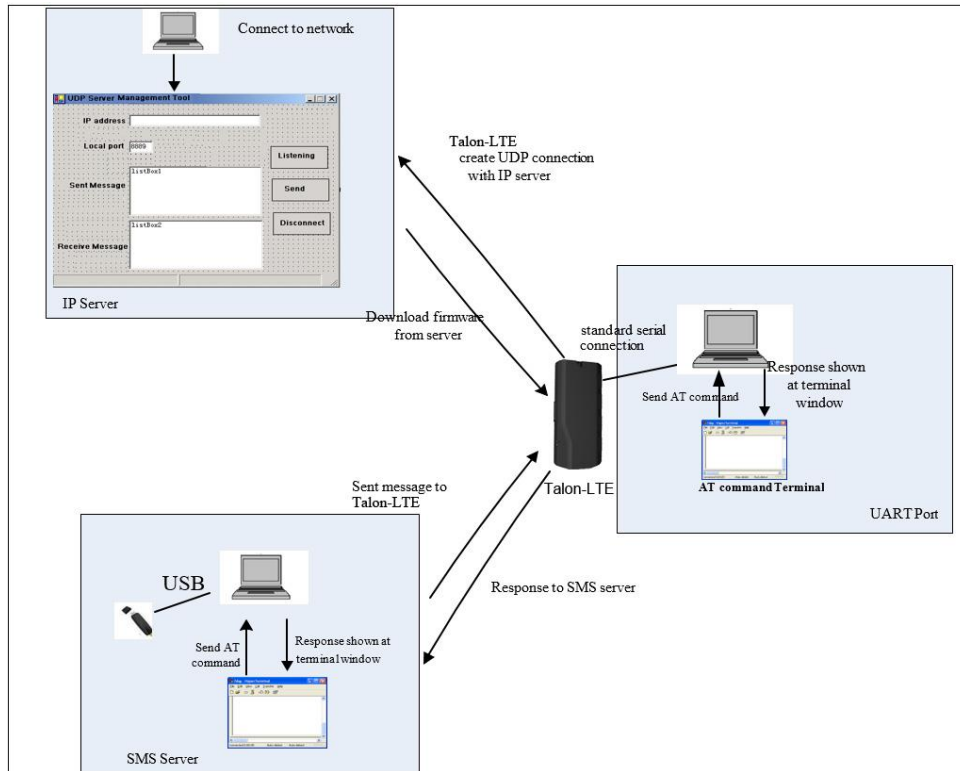 Connect to network
UDP Server Management Tool
IP address
Local port
8889
Listening
Sent Message
listBox1
Send
Disconnect
Receive Message
listBox2
IP Server
Talon-LTE
create UDP connection
with IP server
Download firmware
from server
standard serial
connection
Send AT command
Response shown
at terminal
window
AT command Terminal
UART Port
Talon-LTE
Sent message to
Talon-LTE
Response to SMS server
USB
Send AT
command
Response shown at
terminal window
SMS Server